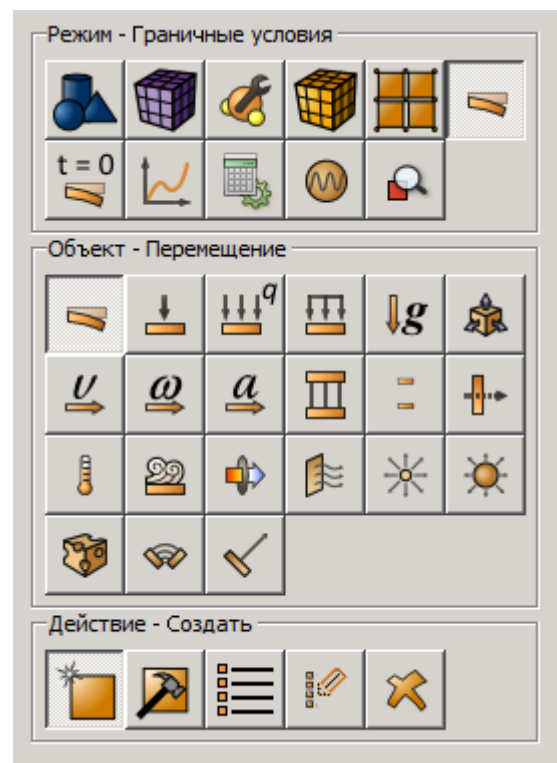 Режим - Граничные условия
t = 0
Объект - Перемещение
q
g
υ ω a
Действие - Создать